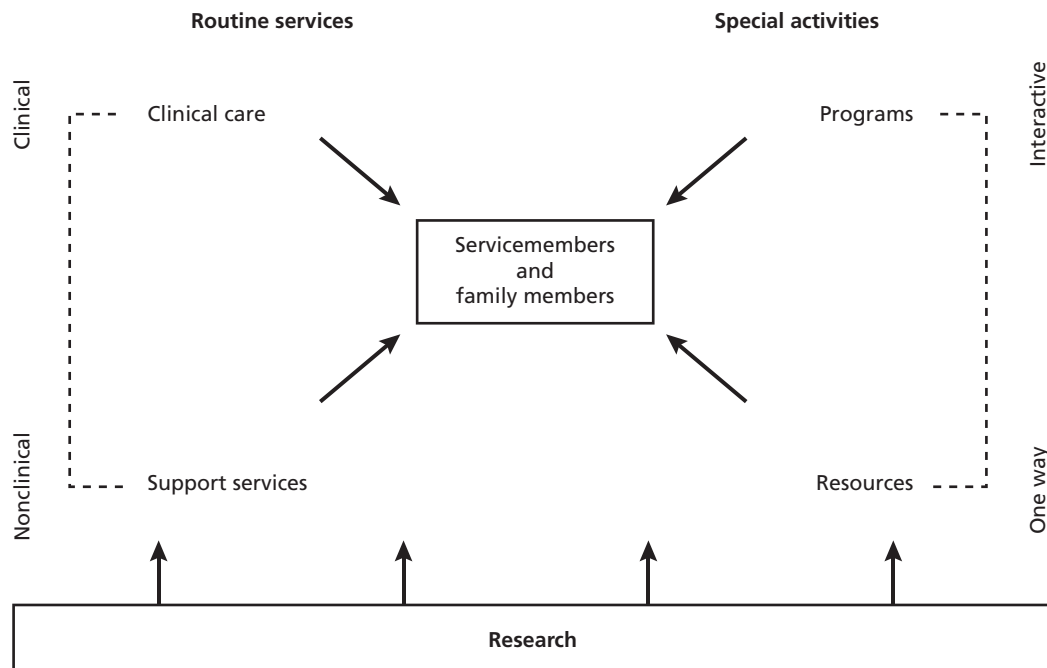 Routine services
Special activities
Clinical
Clinical care
Programs
Interactive
Servicemembers
and
family members
Nonclinical
Support services
Resources
One way
Research